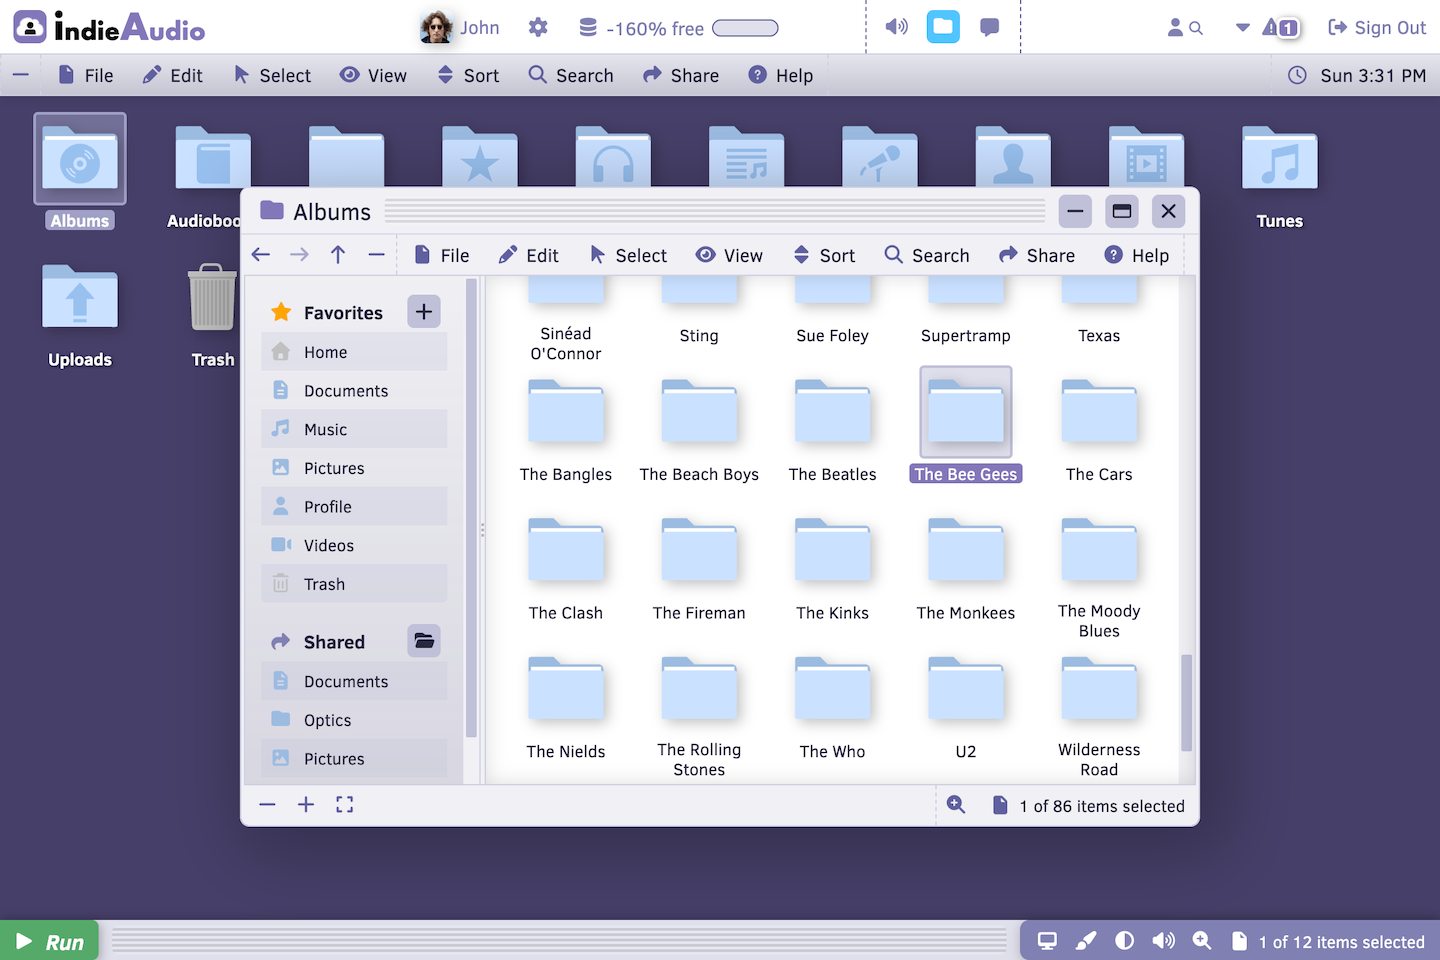 IndieAudio
John
-160% free
1
Sign Out
File
Edit
Select
View
Sort
Search
Share
Help
Sun 3:31 PM
Albums
Tunes
Uploads
Trash
Albums
File
Edit
Select
View
Sort
Search
Share
Help
Favorites
Home
Documents
Music
Pictures
Profile
Videos
Trash
Shared
Documents
Optics
Pictures
Sinéad
O'Connor
Sting
Sue Foley
Supertramp
Texas
The Bangles
The Beach Boys
The Beatles
The Bee Gees
The Cars
The Clash
The Fireman
The Kinks
The Monkees
The Moody
Blues
The Nields
The Rolling
Stones
The Who
U2
Wilderness
Road
1 of 86 items selected
Run
1 of 12 items selected